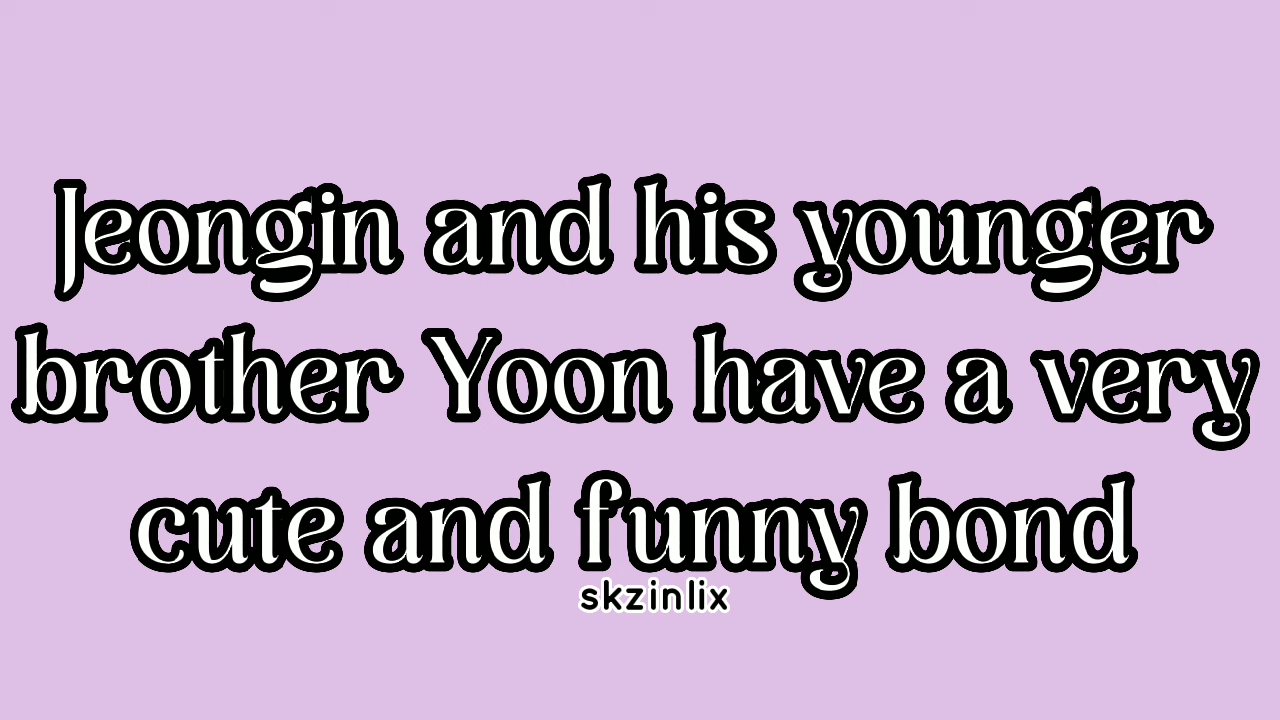 Jeongin and his younger
brother Yoon have a very
cute and funny bond
skzinlix